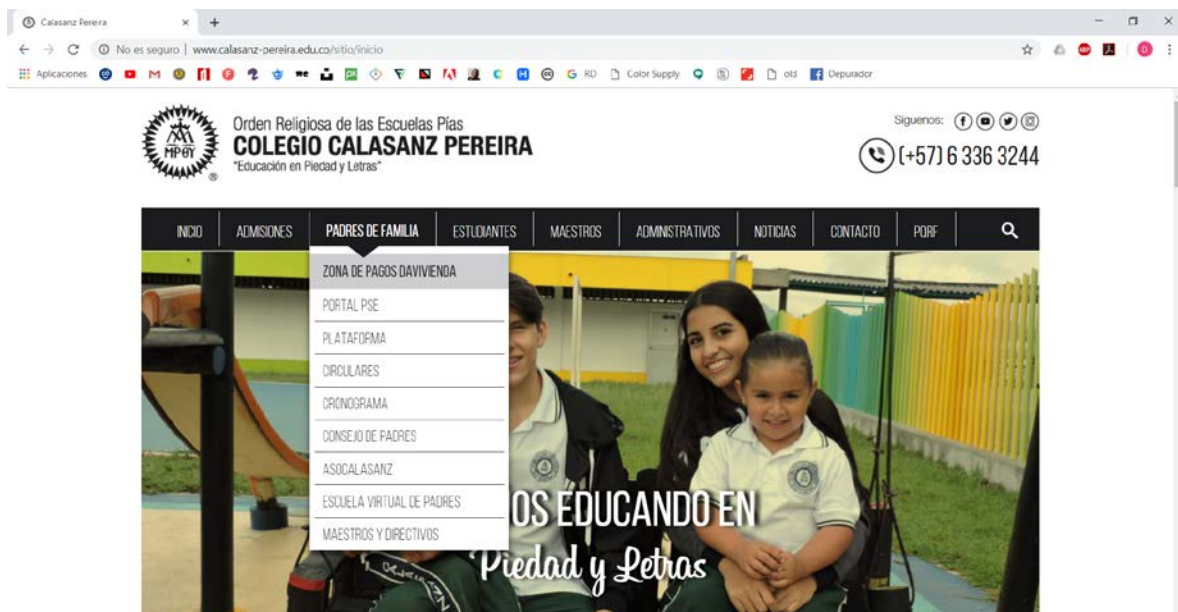 Calasanz Pereira
No es seguro | www.calasanz-pereira.edu.co/sitio/inicio
Aplicaciones RD Color Supply old Depurador
Orden Religiosa de las Escuelas Pías
COLEGIO CALASANZ PEREIRA
"Educación en Piedad y Letras"
Síguenos:
(+57) 6 336 3244
INICIO ADMISIONES PADRES DE FAMILIA ESTUDIANTES MAESTROS ADMINISTRATIVOS NOTICIAS CONTACTO PQRF
ZONA DE PAGOS DAVIVIENDA
PORTAL PSE
PLATAFORMA
CIRCULARES
CRONOGRAMA
CONSEJO DE PADRES
ASOCALASANZ
ESCUELA VIRTUAL DE PADRES
MAESTROS Y DIRECTIVOS
OS EDUCANDO EN
Piedad y Letras